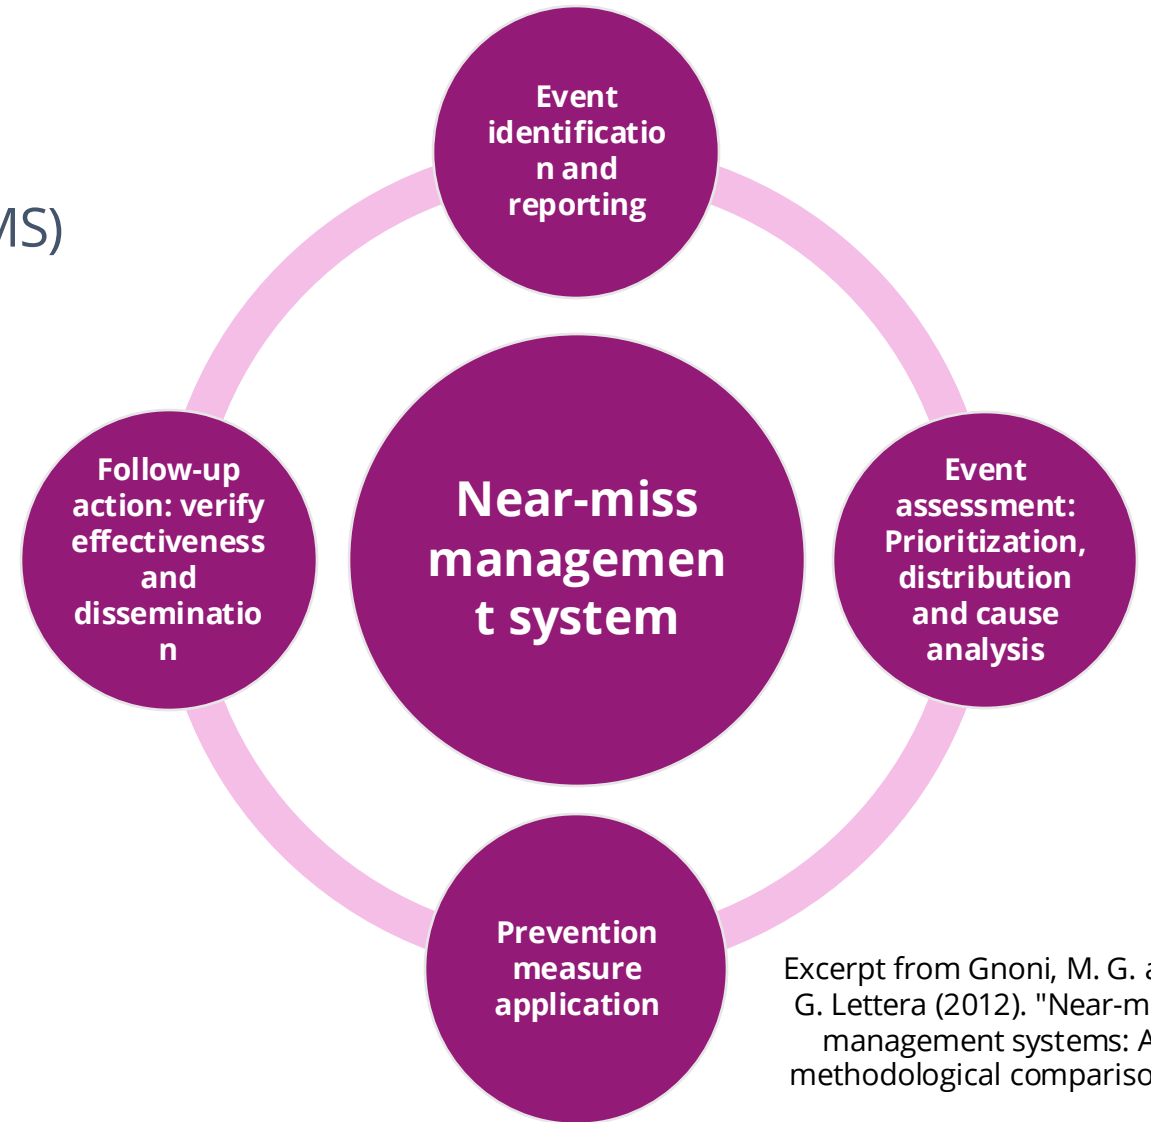 MS)
Event
identificatio
n and
reporting
Follow-up
action: verify
effectiveness
and
disseminatio
n
Near-miss
managemen
t system
Event
assessment:
Prioritization,
distribution
and cause
analysis
Prevention
measure
application
Excerpt from Gnoni, M. G. a
G. Lettera (2012). "Near-m
management systems: A
methodological compariso